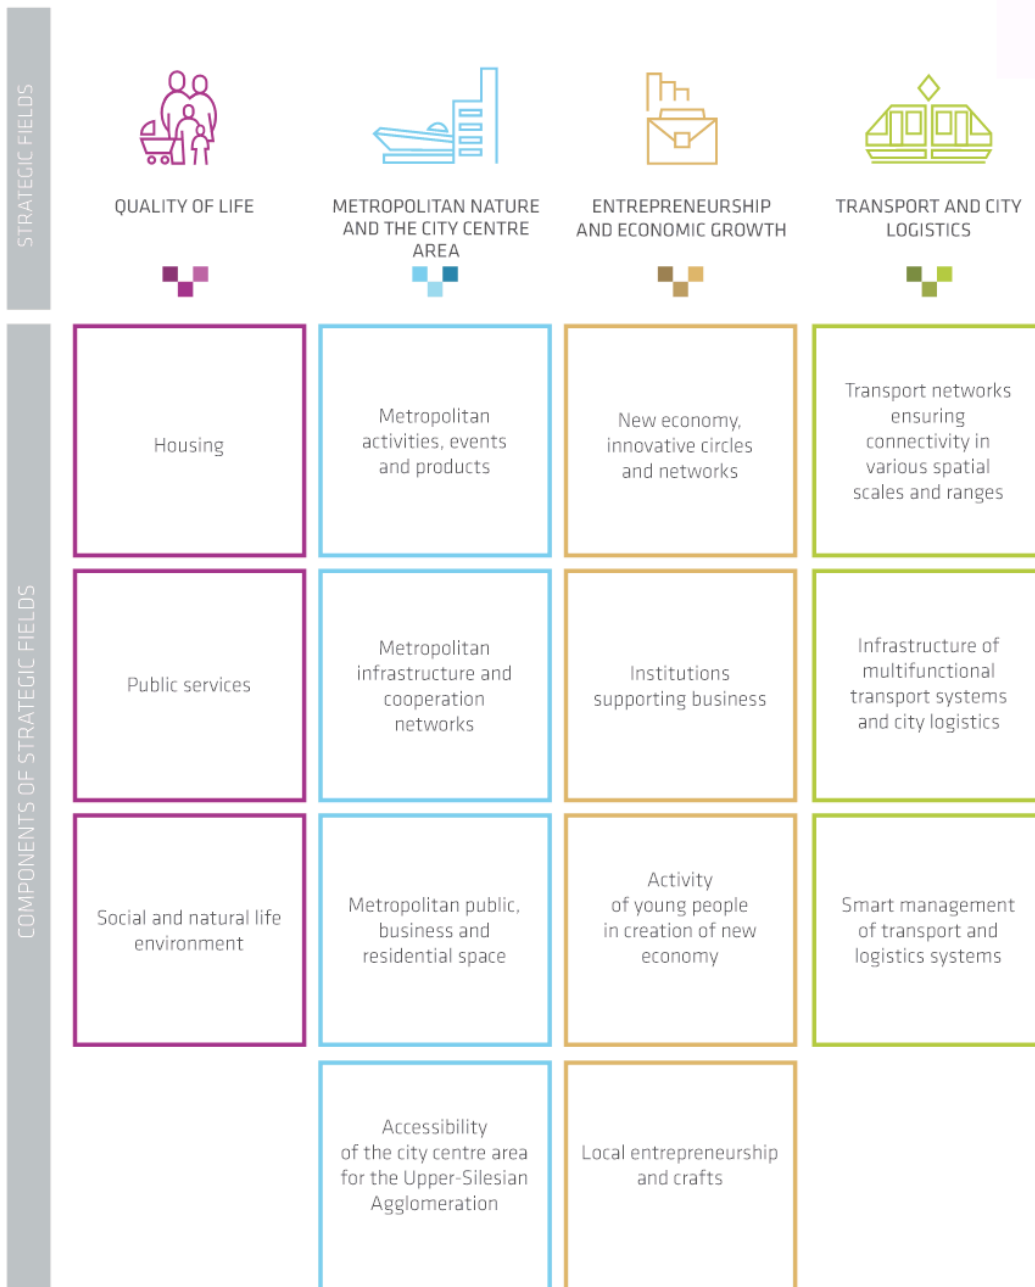 STRATEGIC FIELDS
QUALITY OF LIFE
METROPOLITAN NATURE
AND THE CITY CENTRE
AREA
ENTREPRENEURSHIP
AND ECONOMIC GROWTH
TRANSPORT AND CITY
LOGISTICS
COMPONENTS OF STRATEGIC FIELDS
Housing
Metropolitan
activities, events
and products
New economy,
innovative circles
and networks
Transport networks
ensuring
connectivity in
various spatial
scales and ranges
Public services
Metropolitan
infrastructure and
cooperation
networks
Institutions
supporting business
Infrastructure of
multifunctional
transport systems
and city logistics
Social and natural life
environment
Metropolitan public,
business and
residential space
Activity
of young people
in creation of new
economy
Smart management
of transport and
logistics systems
Accessibility
of the city centre area
for the Upper-Silesian
Agglomeration
Local entrepreneurship
and crafts